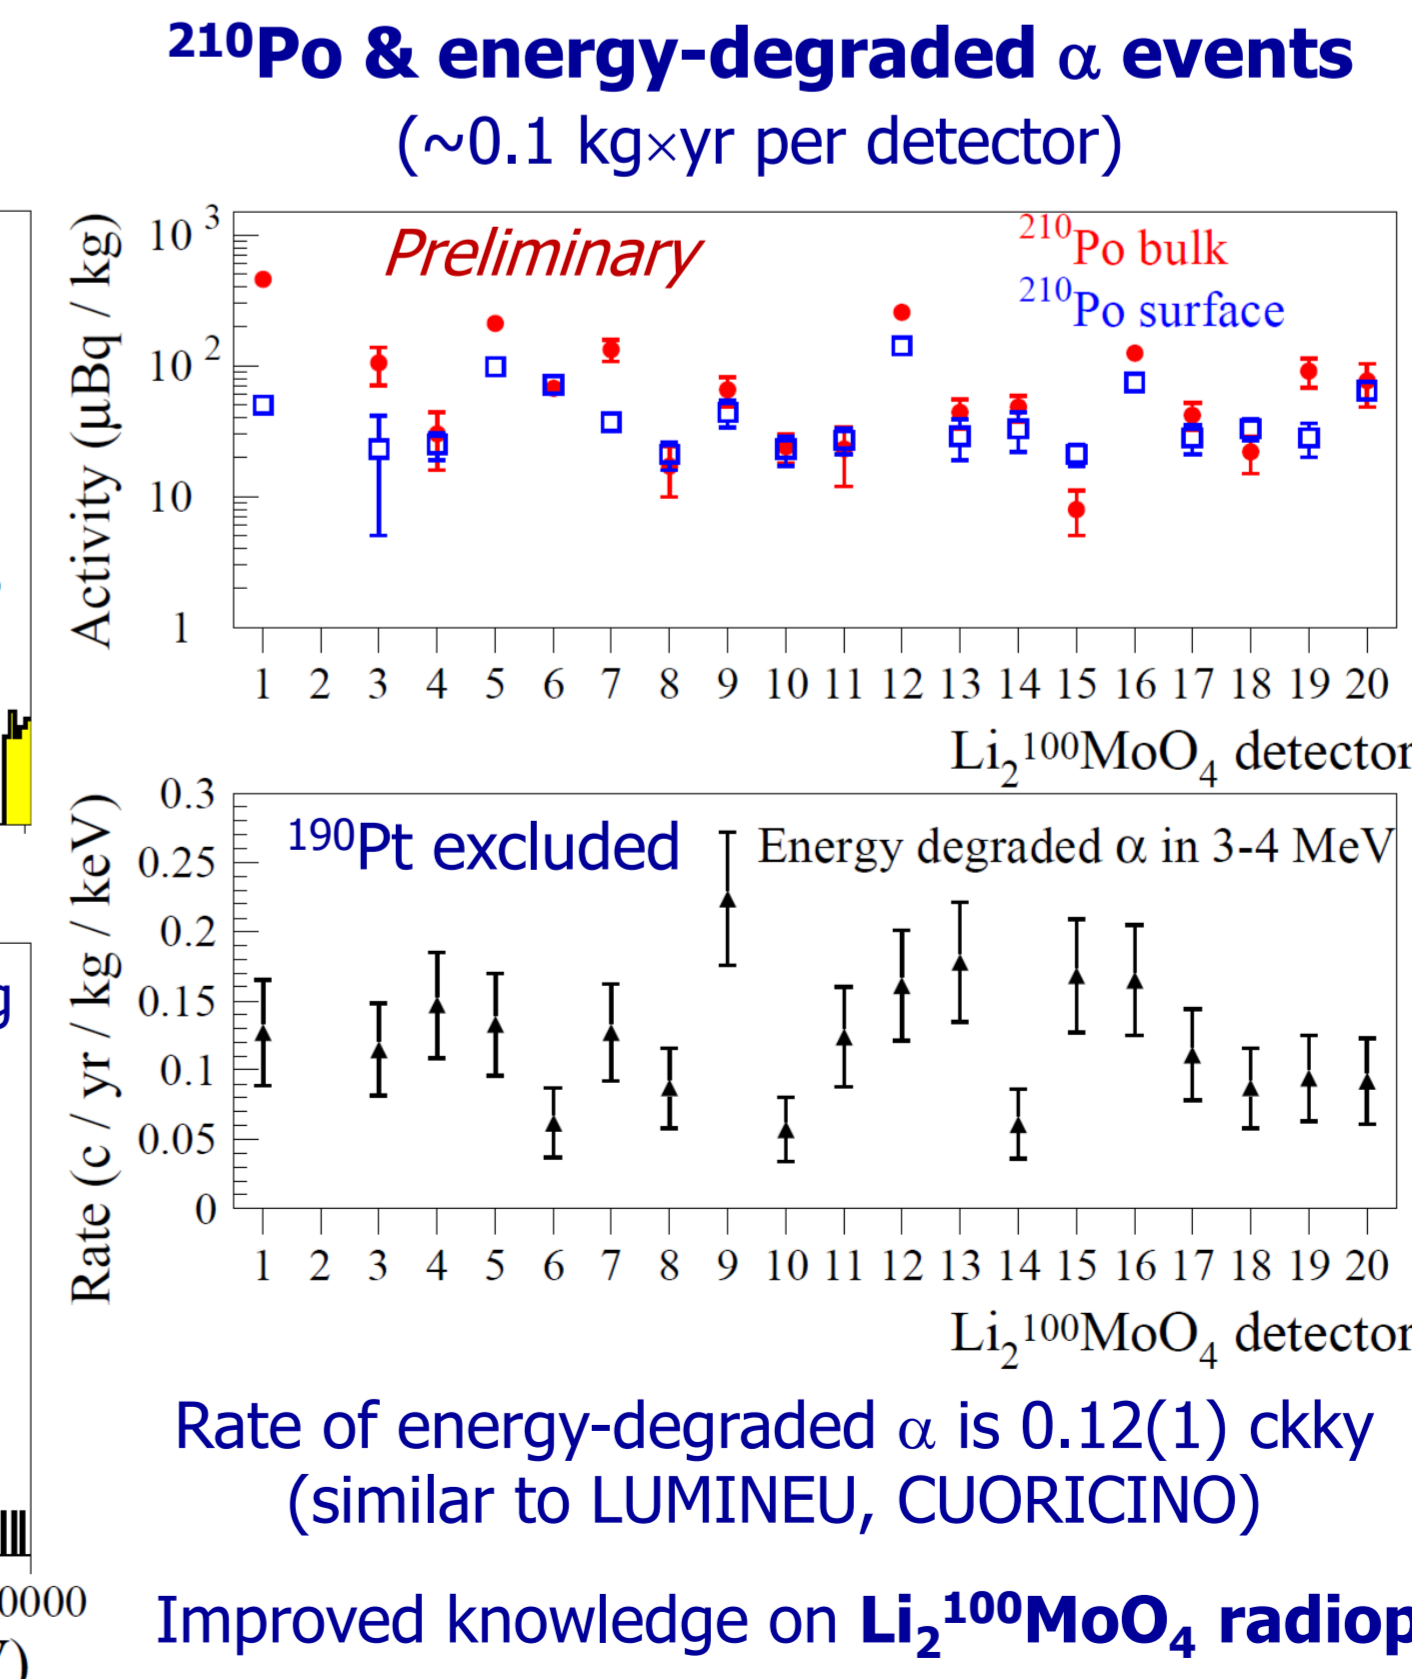 ²¹⁰Po & energy-degraded α events
(~0.1 kg×yr per detector)
Activity (μBq / kg)
10³
10²
10
1
Preliminary
²¹⁰Po bulk
²¹⁰Po surface
1 2 3 4 5 6 7 8 9 10 11 12 13 14 15 16 17 18 19 20
Li₂¹⁰⁰MoO₄ detector
Rate (c / yr / kg / keV)
0.3
0.25
0.2
0.15
0.1
0.05
0
¹⁹⁰Pt excluded
Energy degraded α in 3-4 MeV
1 2 3 4 5 6 7 8 9 10 11 12 13 14 15 16 17 18 19 20
Li₂¹⁰⁰MoO₄ detector
Rate of energy-degraded α is 0.12(1) ckky
(similar to LUMINEU, CUORICINO)
0000
Improved knowledge on Li₂¹⁰⁰MoO₄ radiop